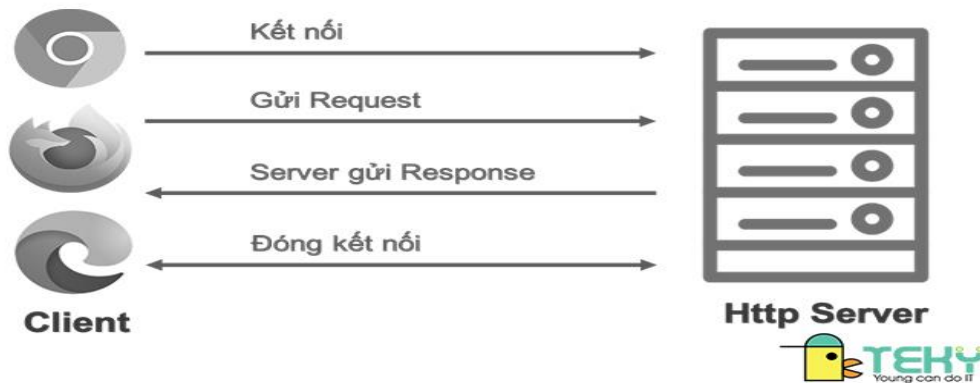 Kết nối
Gửi Request
Server gửi Response
Đóng kết nối
Client
Http Server
TEKY
Young can do IT